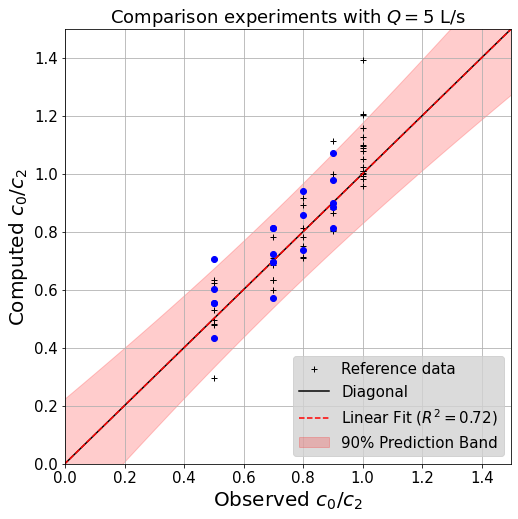 Comparison experiments with Q = 5 L/s
Computed c₀/c₂
1.4
1.2
1.0
0.8
0.6
0.4
0.2
0.0
Reference data
Diagonal
Linear Fit (R² = 0.72)
90% Prediction Band
0.0 0.2 0.4 0.6 0.8 1.0 1.2 1.4
Observed c₀/c₂